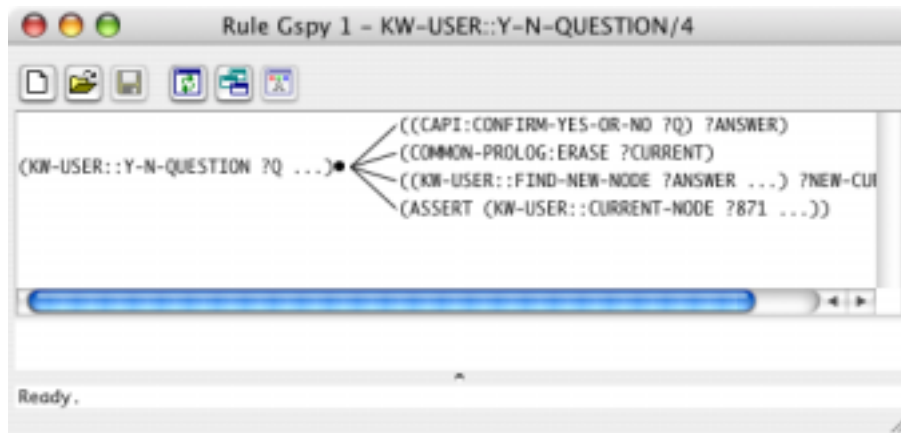 Rule Gspy 1 - KW-USER::Y-N-QUESTION/4
((CAPI:CONFIRM-YES-OR-NO ?Q) ?ANSWER)
(COMMON-PROLOG:ERASE ?CURRENT)
(KW-USER::Y-N-QUESTION ?Q ...)
((KW-USER::FIND-NEW-NODE ?ANSWER ...) ?NEW-CUR
(ASSERT (KW-USER::CURRENT-NODE ?871 ...))
Ready.